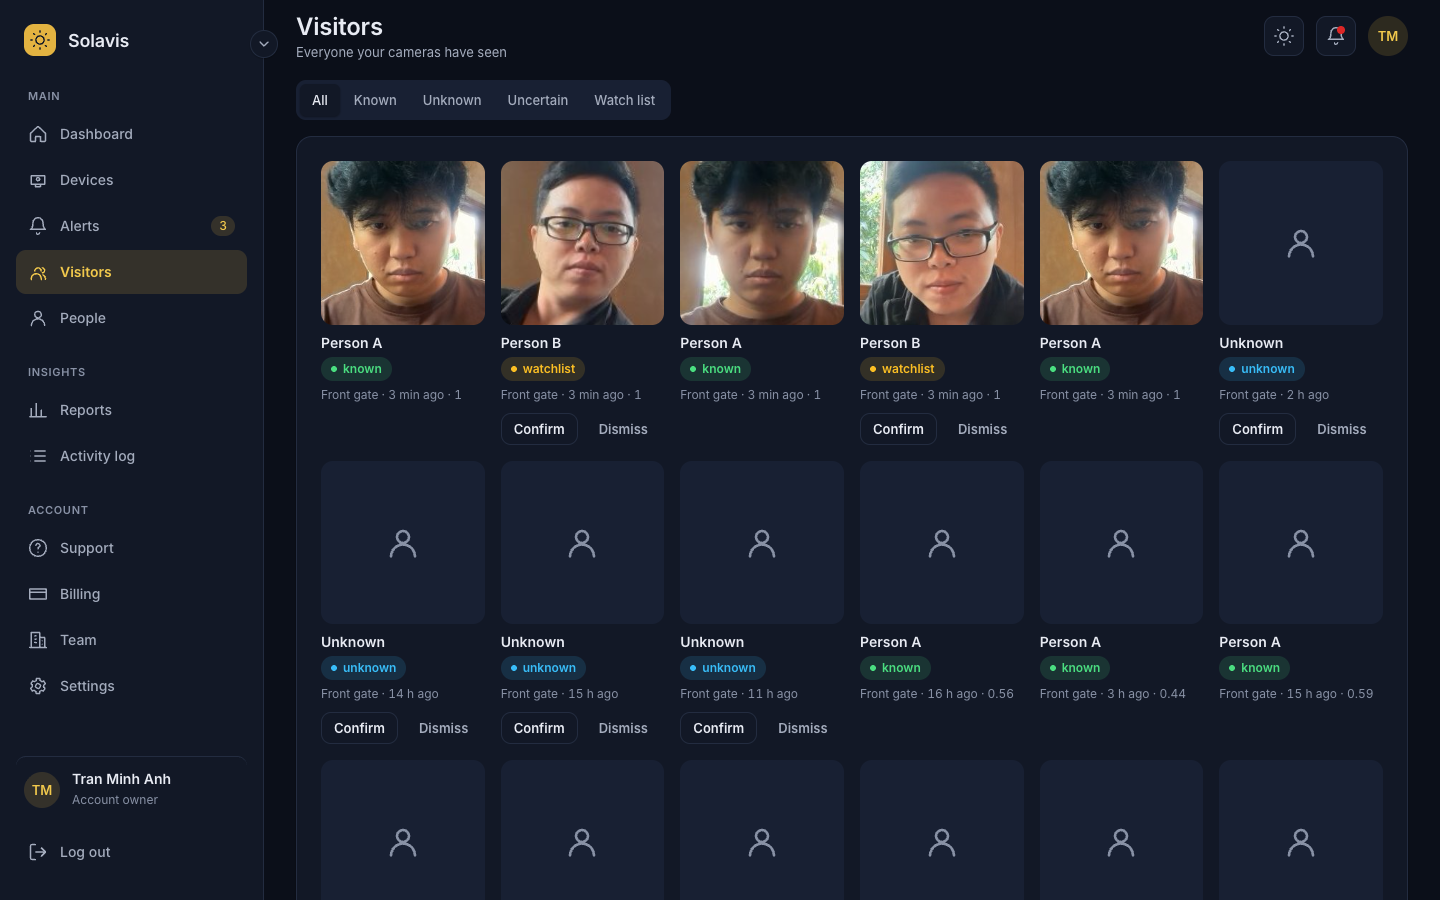 Solavis
MAIN
Dashboard
Devices
Alerts
3
Visitors
People
INSIGHTS
Reports
Activity log
ACCOUNT
Support
Billing
Team
Settings
TM
Tran Minh Anh
Account owner
Log out
Visitors
Everyone your cameras have seen
TM
All Known Unknown Uncertain Watch list
Person A
known
Front gate · 3 min ago · 1
Person B
watchlist
Front gate · 3 min ago · 1
Confirm Dismiss
Person A
known
Front gate · 3 min ago · 1
Person B
watchlist
Front gate · 3 min ago · 1
Confirm Dismiss
Person A
known
Front gate · 3 min ago · 1
Unknown
unknown
Front gate · 2 h ago
Confirm Dismiss
Unknown
unknown
Front gate · 14 h ago
Confirm Dismiss
Unknown
unknown
Front gate · 15 h ago
Confirm Dismiss
Unknown
unknown
Front gate · 11 h ago
Confirm Dismiss
Person A
known
Front gate · 16 h ago · 0.56
Person A
known
Front gate · 3 h ago · 0.44
Person A
known
Front gate · 15 h ago · 0.59